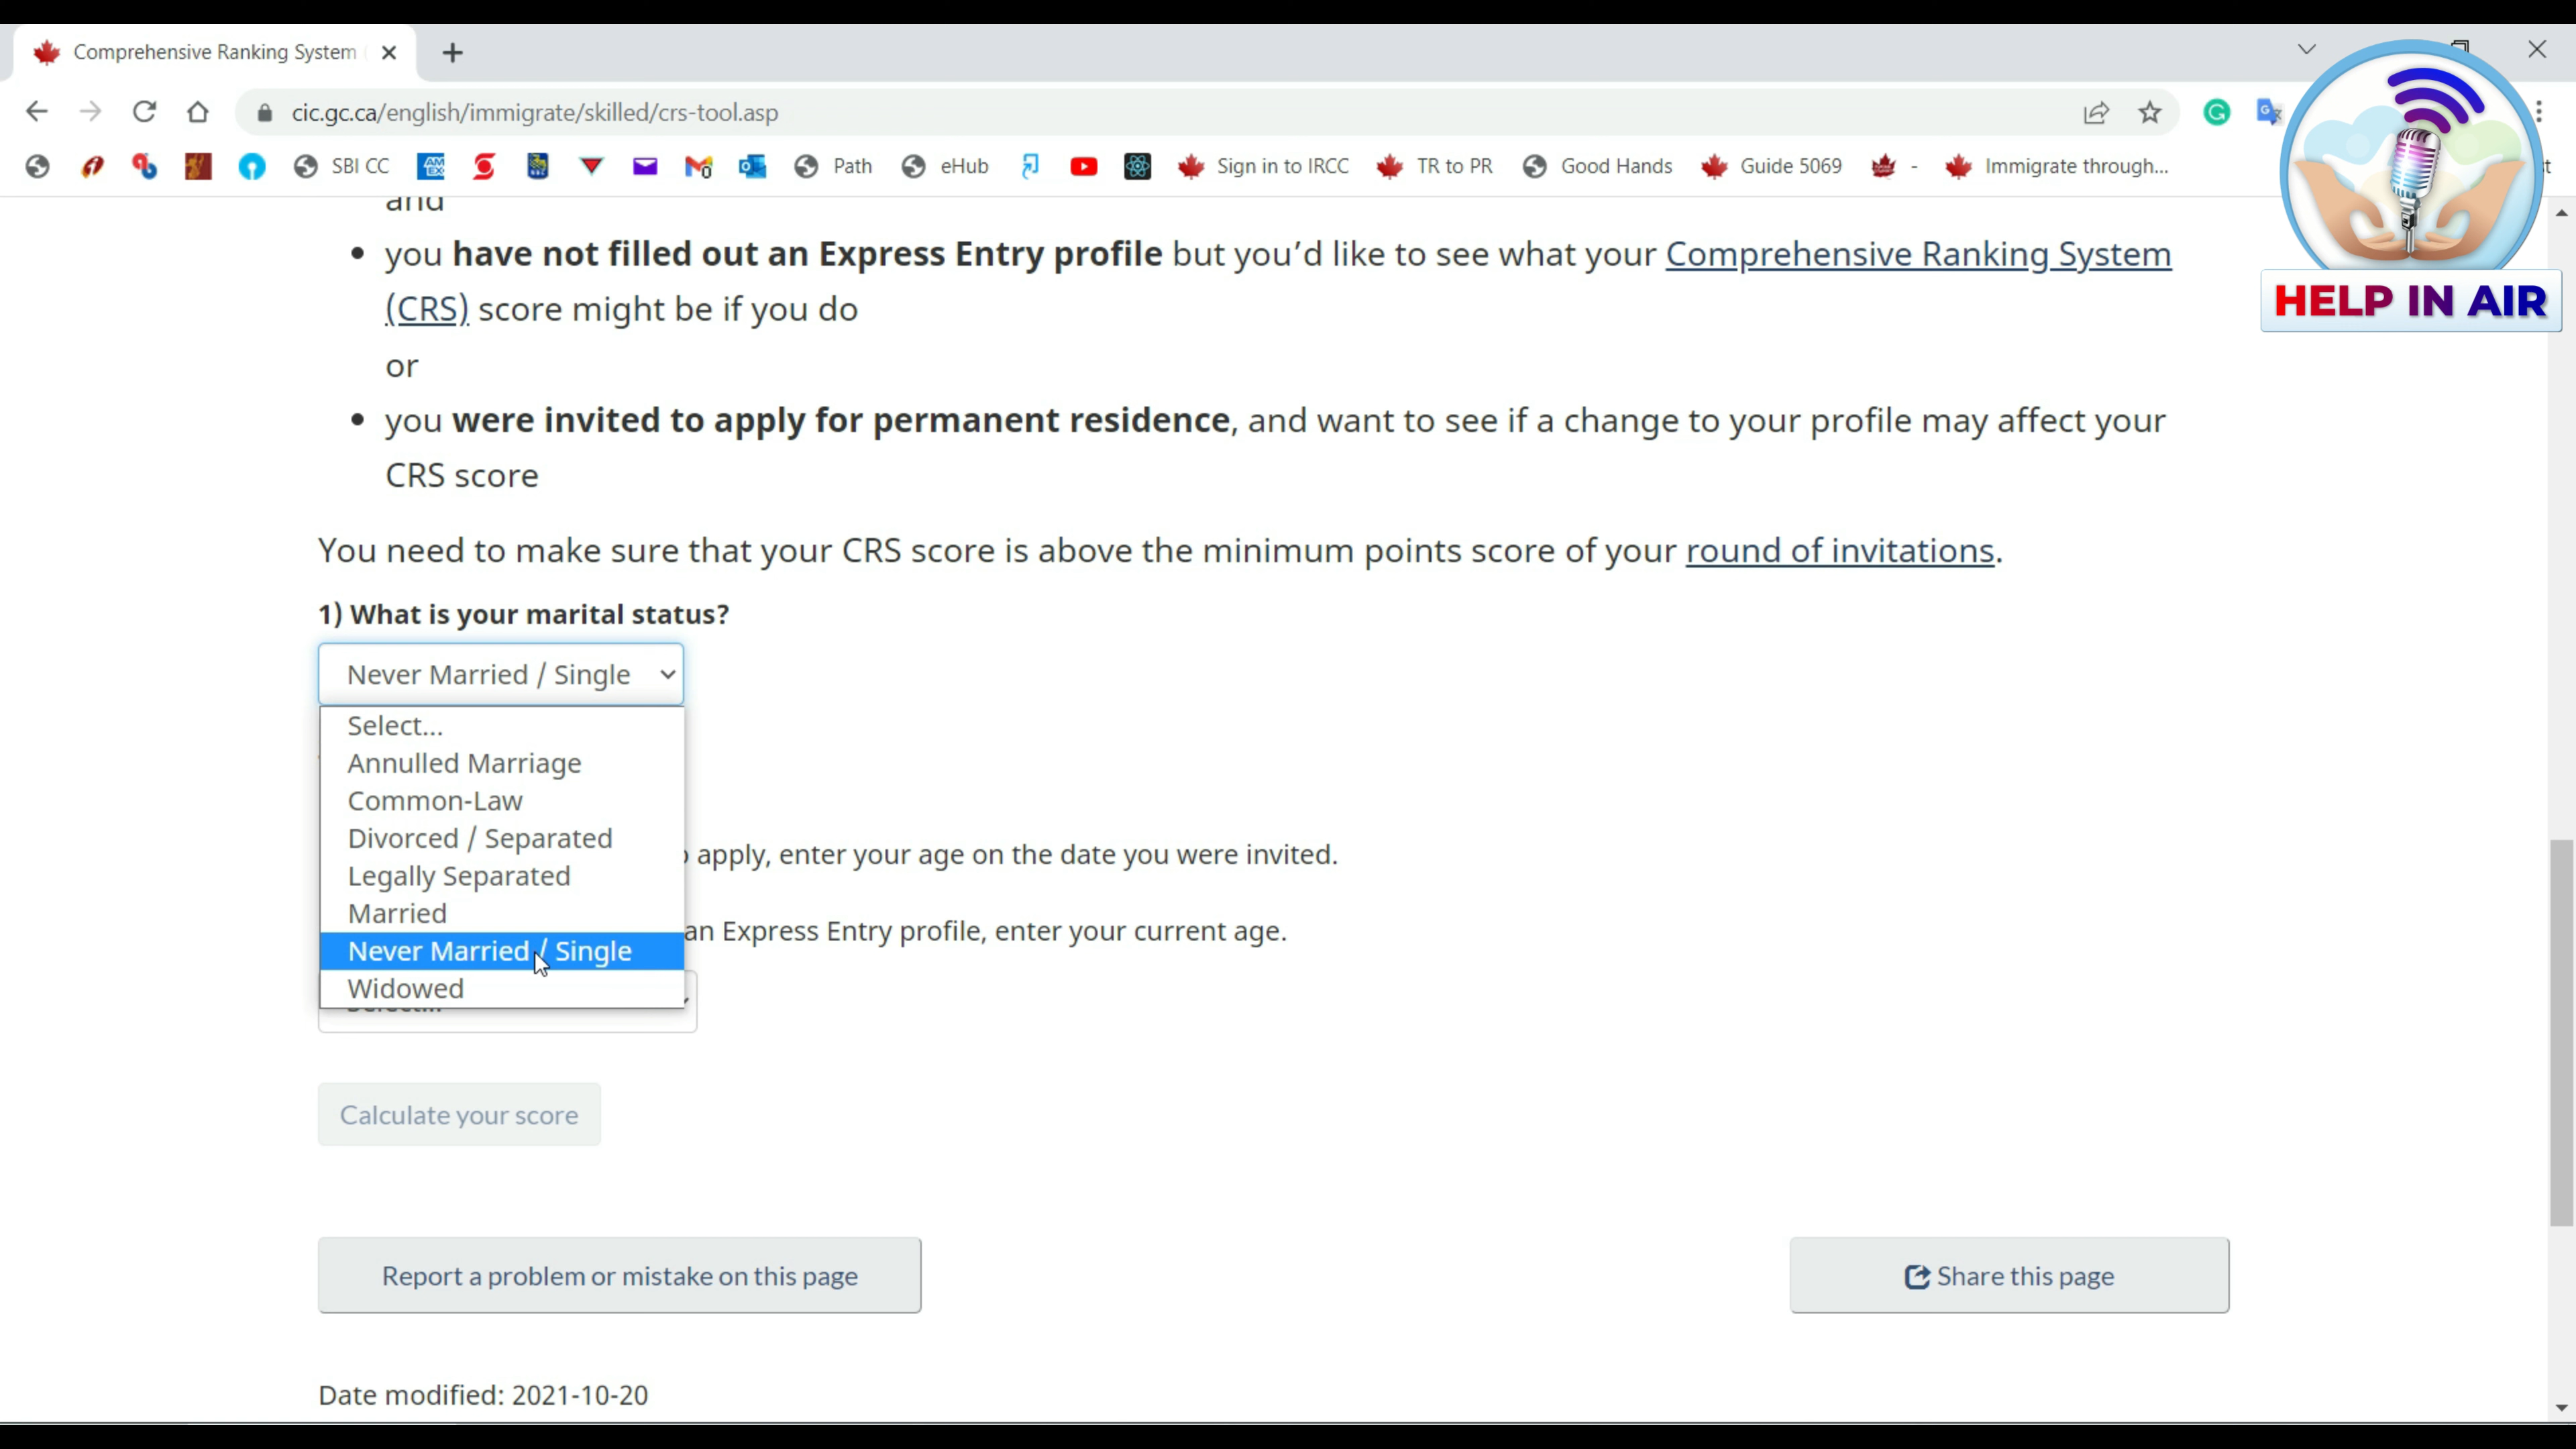 Comprehensive Ranking System
cic.gc.ca/english/immigrate/skilled/crs-tool.asp
SBI CC
AM
EX
Path
eHub
Sign in to IRCC
TR to PR
Good Hands
Guide 5069
-
Immigrate through...
HELP IN AIR
and
• you have not filled out an Express Entry profile but you’d like to see what your Comprehensive Ranking System
(CRS) score might be if you do
or
• you were invited to apply for permanent residence, and want to see if a change to your profile may affect your
CRS score
You need to make sure that your CRS score is above the minimum points score of your round of invitations.
1) What is your marital status?
Never Married / Single
Select...
Annulled Marriage
Common-Law
Divorced / Separated
Legally Separated
Married
Never Married / Single
Widowed
apply, enter your age on the date you were invited.
an Express Entry profile, enter your current age.
Calculate your score
Report a problem or mistake on this page
Share this page
Date modified: 2021-10-20